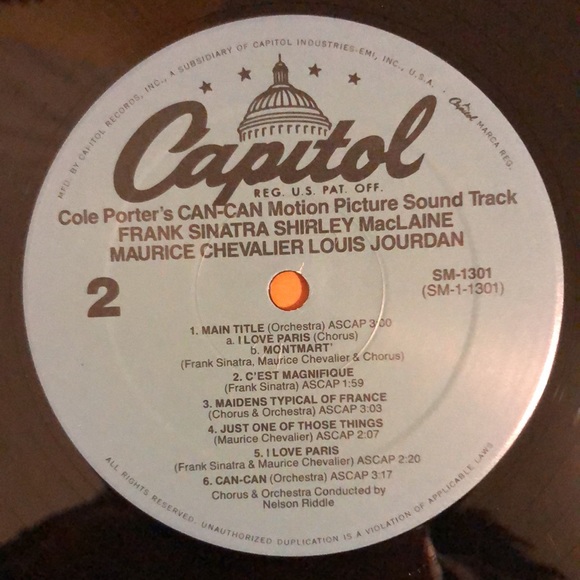 MFD. BY CAPITOL RECORDS, INC., A SUBSIDIARY OF CAPITOL INDUSTRIES-EMI, INC., U.S.A. · Capitol MARCA REG.
Capitol
REG. U.S. PAT. OFF.
Cole Porter's CAN-CAN Motion Picture Sound Track
FRANK SINATRA SHIRLEY MacLAINE
MAURICE CHEVALIER LOUIS JOURDAN
2
SM-1301
(SM-1-1301)
1. MAIN TITLE (Orchestra) ASCAP 3:00
a. I LOVE PARIS (Chorus)
b. MONTMART'
(Frank Sinatra, Maurice Chevalier & Chorus)
2. C'EST MAGNIFIQUE
(Frank Sinatra) ASCAP 1:59
3. MAIDENS TYPICAL OF FRANCE
(Chorus & Orchestra) ASCAP 3:03
4. JUST ONE OF THOSE THINGS
(Maurice Chevalier) ASCAP 2:07
5. I LOVE PARIS
(Frank Sinatra & Maurice Chevalier) ASCAP 2:20
6. CAN-CAN (Orchestra) ASCAP 3:17
Chorus & Orchestra Conducted by
Nelson Riddle
ALL RIGHTS RESERVED. UNAUTHORIZED DUPLICATION IS A VIOLATION OF APPLICABLE LAWS